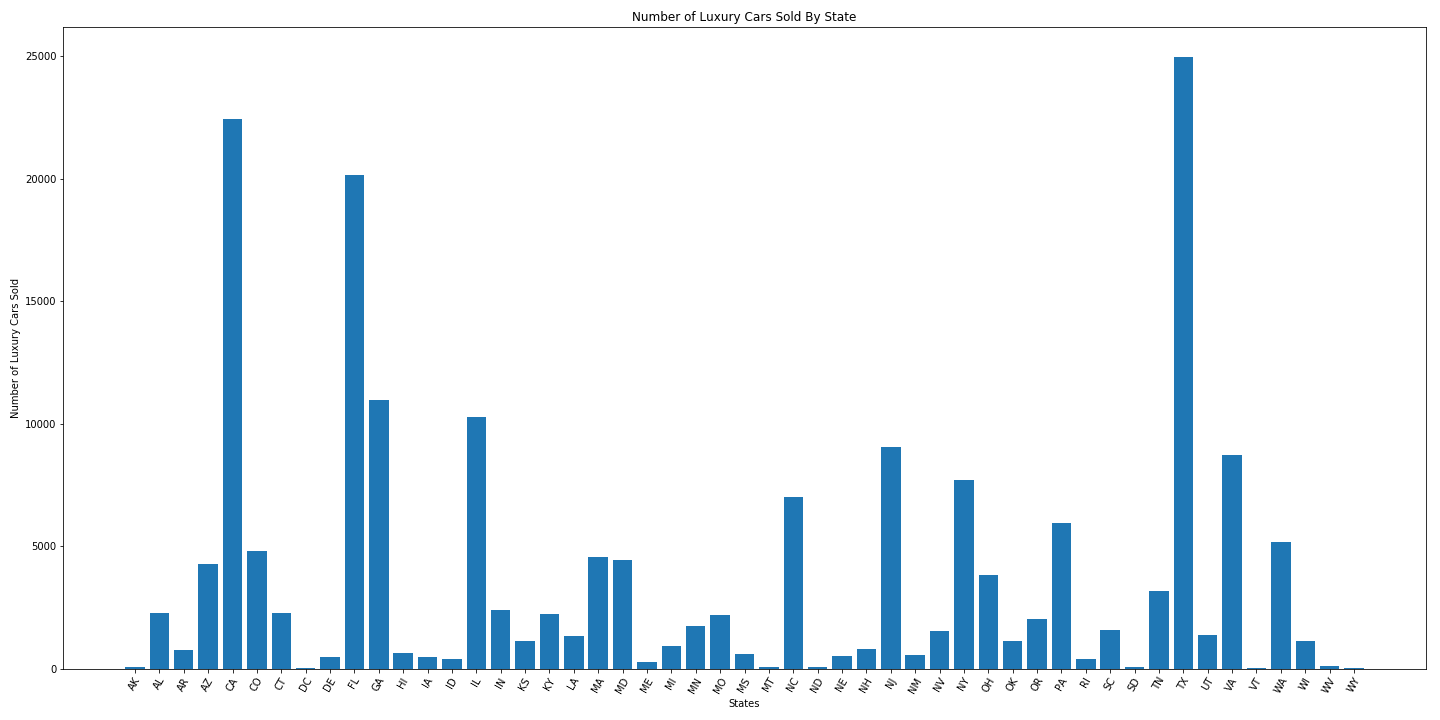 Number of Luxury Cars Sold By State
Number of Luxury Cars Sold
25000
20000
15000
10000
5000
0
AK AL AR AZ CA CO CT DC DE FL GA HI IA ID IL IN KS KY LA MA MD ME MI MN MO MS MT NC ND NE NH NJ NM NV NY OH OK OR PA RI SC SD TN TX UT VA VT WA WI WV WY
States